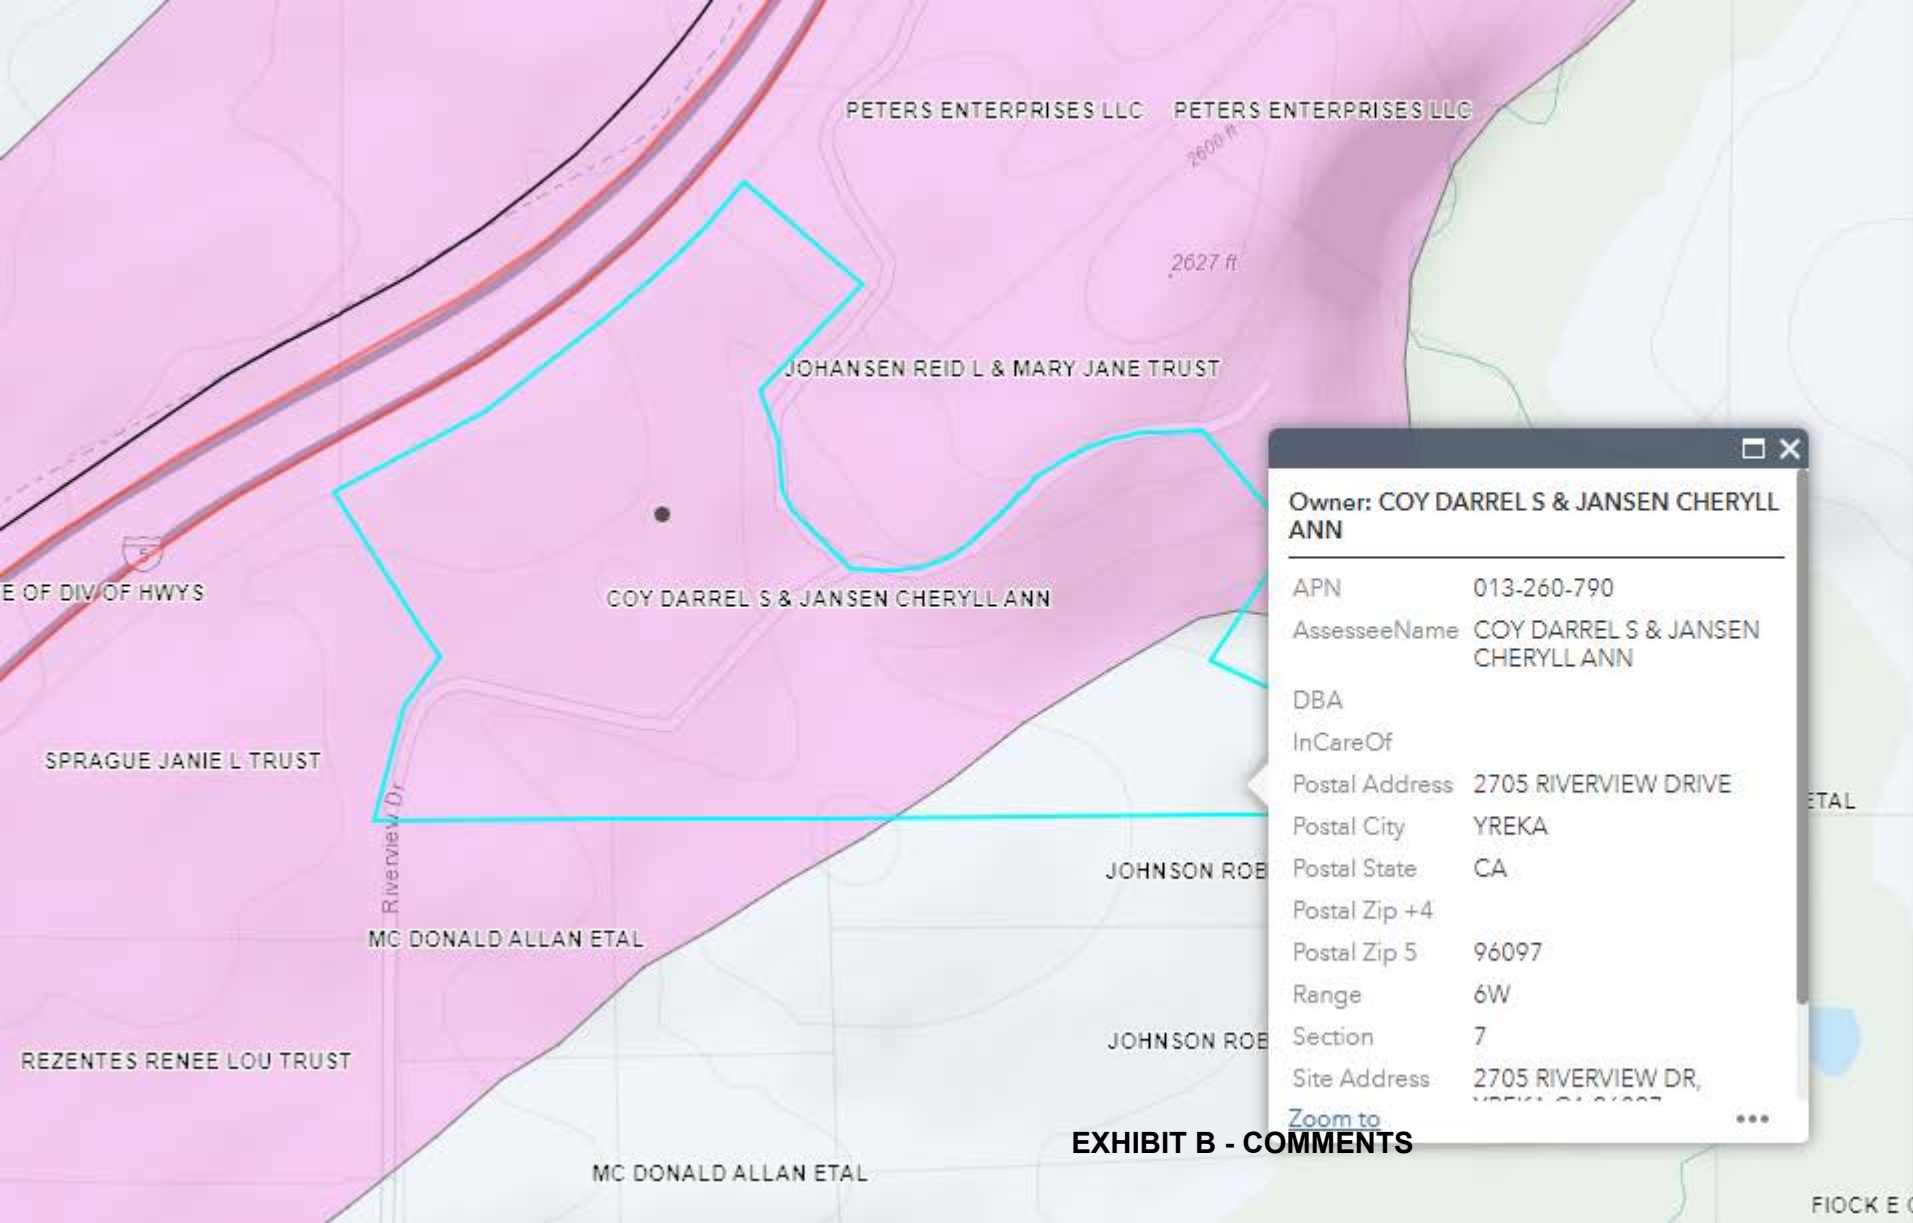 PETERS ENTERPRISES LLC
PETERS ENTERPRISES LLC
2600 ft
2627 ft
JOHANSEN REID L & MARY JANE TRUST
5
E OF DIV OF HWYS
COY DARREL S & JANSEN CHERYLL ANN
SPRAGUE JANIE L TRUST
Riverview Dr
MC DONALD ALLAN ETAL
REZENTES RENEE LOU TRUST
MC DONALD ALLAN ETAL
JOHNSON ROB
JOHNSON ROB
ETAL
FIOCK E
Owner: COY DARREL S & JANSEN CHERYLL
ANN
APN 013-260-790
AssesseeName COY DARREL S & JANSEN
CHERYLL ANN
DBA
InCareOf
Postal Address 2705 RIVERVIEW DRIVE
Postal City YREKA
Postal State CA
Postal Zip +4
Postal Zip 5 96097
Range 6W
Section 7
Site Address 2705 RIVERVIEW DR,
Zoom to
EXHIBIT B - COMMENTS